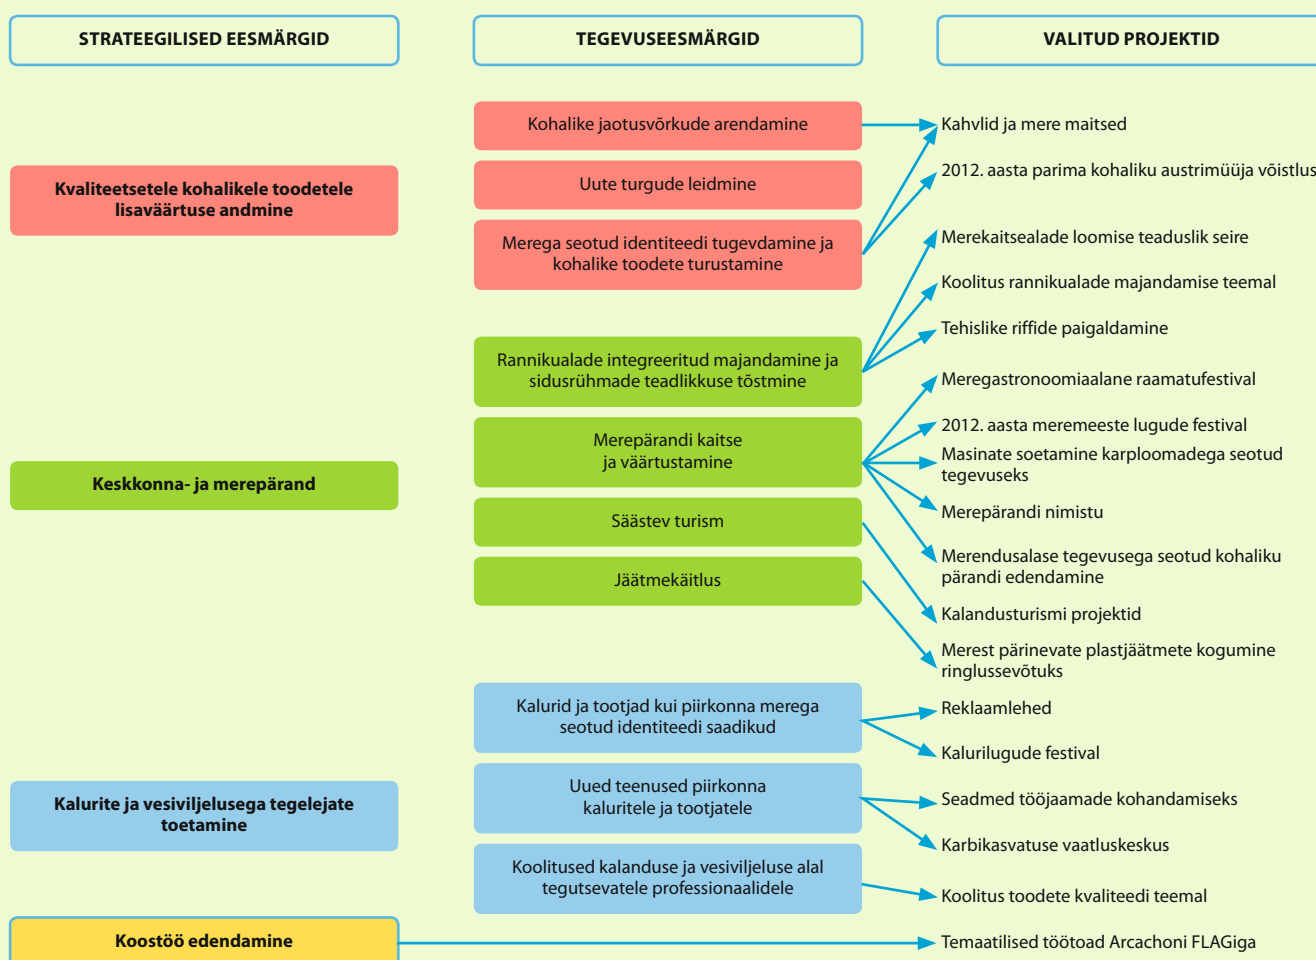 STRATEEGILISED EESMÄRGID
TEGEVUSEESMÄRGID
VALITUD PROJEKTID
Kvaliteetsetele kohalikele toodetele
lisaväärtuse andmine
Kohalike jaotusvõrkude arendamine
Uute turgude leidmine
Merega seotud identiteedi tugevdamine ja
kohalike toodete turustamine
Kahvlid ja mere maitsed
2012. aasta parima kohaliku austrimüüja võistlus
Keskkonna- ja merepärand
Rannikualade integreeritud majandamine ja
sidusrühmade teadlikkuse tõstmine
Merepärandi kaitse
ja väärtustamine
Säästev turism
Jäätmekäitlus
Merekaitsealade loomise teaduslik seire
Koolitus rannikualade majandamise teemal
Tehislike riffide paigaldamine
Meregastronoomiaalane raamatufestival
2012. aasta meremeeste lugude festival
Masinate soetamine karploomadega seotud
tegevuseks
Merepärandi nimistu
Merendusalase tegevusega seotud kohaliku
pärandi edendamine
Kalandusturismi projektid
Merest pärinevate plastjäätmete kogumine
ringlussevõtuks
Kalurite ja vesiviljelusega tegelejate
toetamine
Kalurid ja tootjad kui piirkonna merega
seotud identiteedi saadikud
Uued teenused piirkonna
kaluritele ja tootjatele
Koolitused kalanduse ja vesiviljeluse alal
tegutsevatele professionaalidele
Reklaamlehed
Kalurilugude festival
Seadmed tööjaamade kohandamiseks
Karbikasvatuse vaatluskeskus
Koolitus toodete kvaliteedi teemal
Koostöö edendamine
Temaatilised töötoad Arcachoni FLAGiga